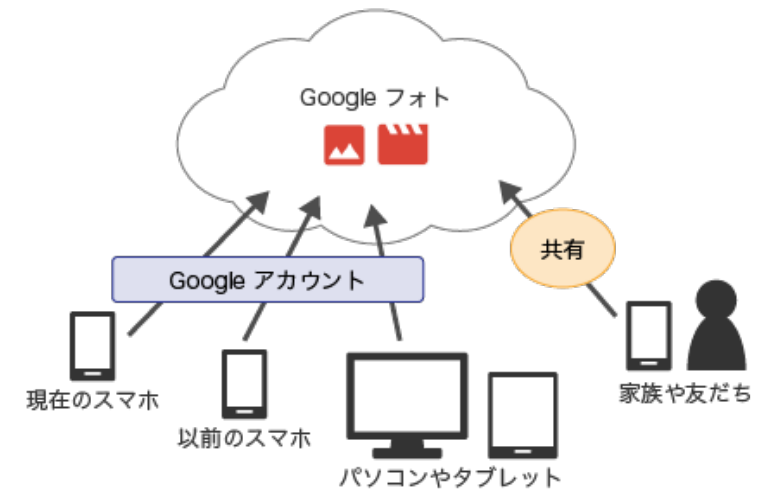 Google フォト
共有
Google アカウント
現在のスマホ
以前のスマホ
パソコンやタブレット
家族や友だち